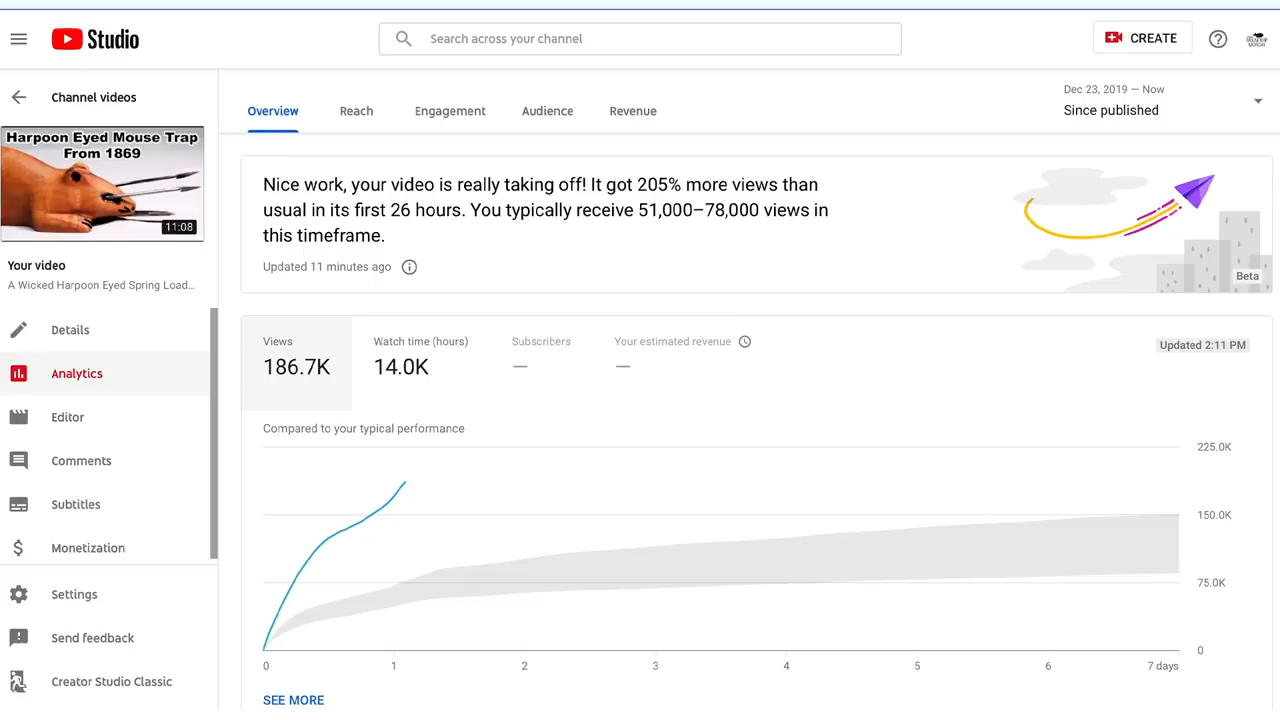 Studio
Search across your channel
CREATE
Channel videos
Harpoon Eyed Mouse Trap
From 1869
11:08
Your video
A Wicked Harpoon Eyed Spring Load...
Details
Analytics
Editor
Comments
Subtitles
Monetization
Settings
Send feedback
Creator Studio Classic
Overview
Reach
Engagement
Audience
Revenue
Dec 23, 2019 — Now
Since published
Nice work, your video is really taking off! It got 205% more views than
usual in its first 26 hours. You typically receive 51,000–78,000 views in
this timeframe.
Updated 11 minutes ago
Beta
Views
186.7K
Watch time (hours)
14.0K
Subscribers
—
Your estimated revenue
—
Updated 2:11 PM
Compared to your typical performance
225.0K
150.0K
75.0K
0
0
1
2
3
4
5
6
7 days
SEE MORE